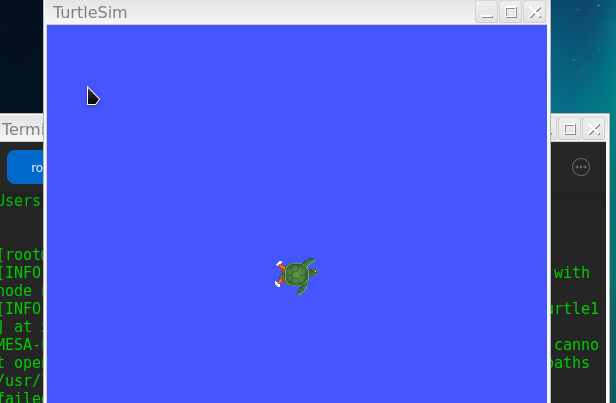 TurtleSim
Termi
ro
Users
[root
[INFO with
node
[INFO urtle1
] at
MESA- canno
t ope paths
/usr/
faile